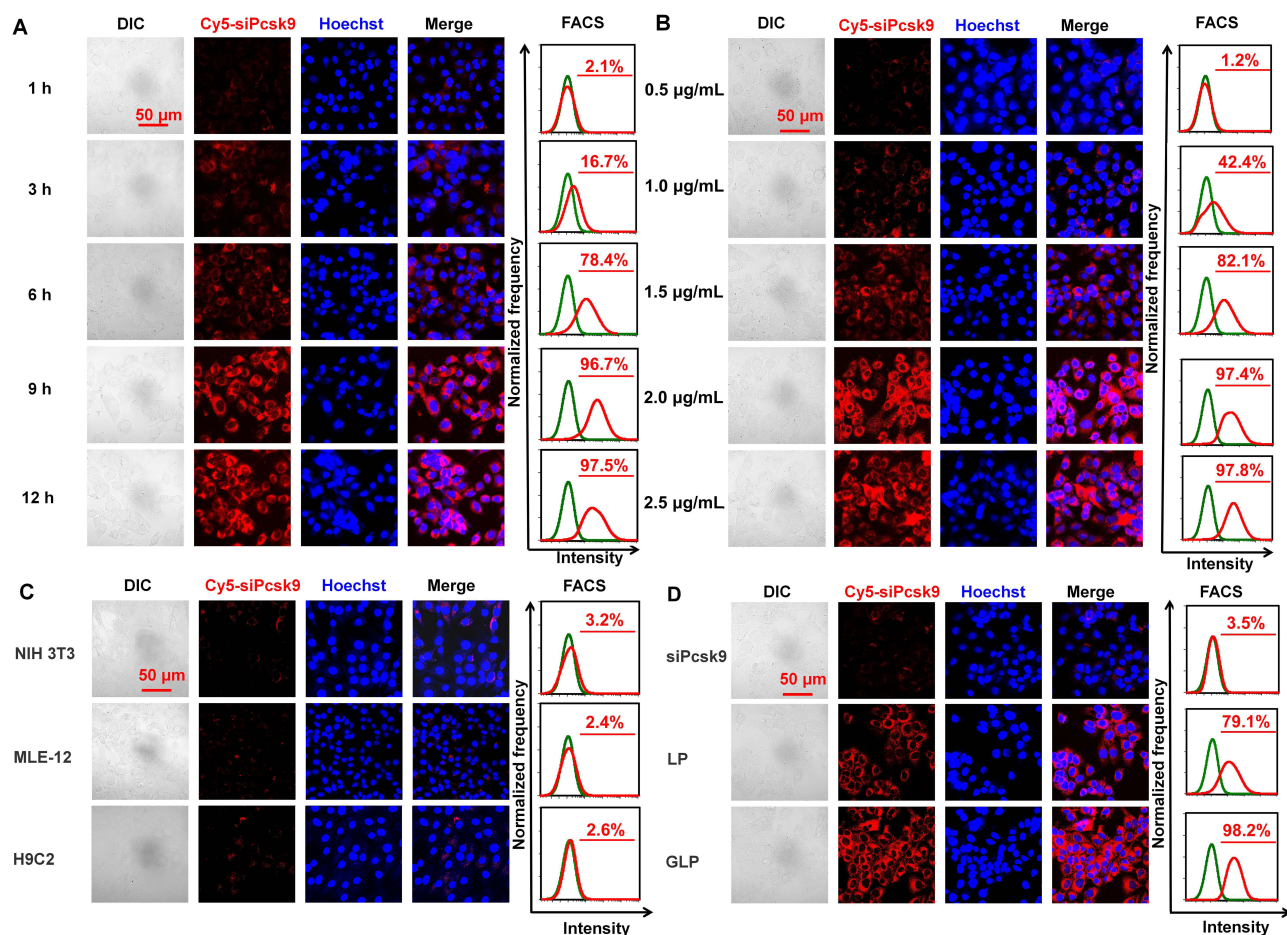 A
DIC Cy5-siPcsk9 Hoechst Merge FACS
1 h
50 µm
2.1%
3 h
16.7%
6 h
78.4%
9 h
96.7%
12 h
97.5%
Normalized frequency
Intensity
B
DIC Cy5-siPcsk9 Hoechst Merge FACS
0.5 µg/mL
50 µm
1.2%
1.0 µg/mL
42.4%
1.5 µg/mL
82.1%
2.0 µg/mL
97.4%
2.5 µg/mL
97.8%
Normalized frequency
Intensity
C
DIC Cy5-siPcsk9 Hoechst Merge FACS
NIH 3T3
50 µm
3.2%
MLE-12
2.4%
H9C2
2.6%
Normalized frequency
Intensity
D
DIC Cy5-siPcsk9 Hoechst Merge FACS
siPcsk9
50 µm
3.5%
LP
79.1%
GLP
98.2%
Normalized frequency
Intensity